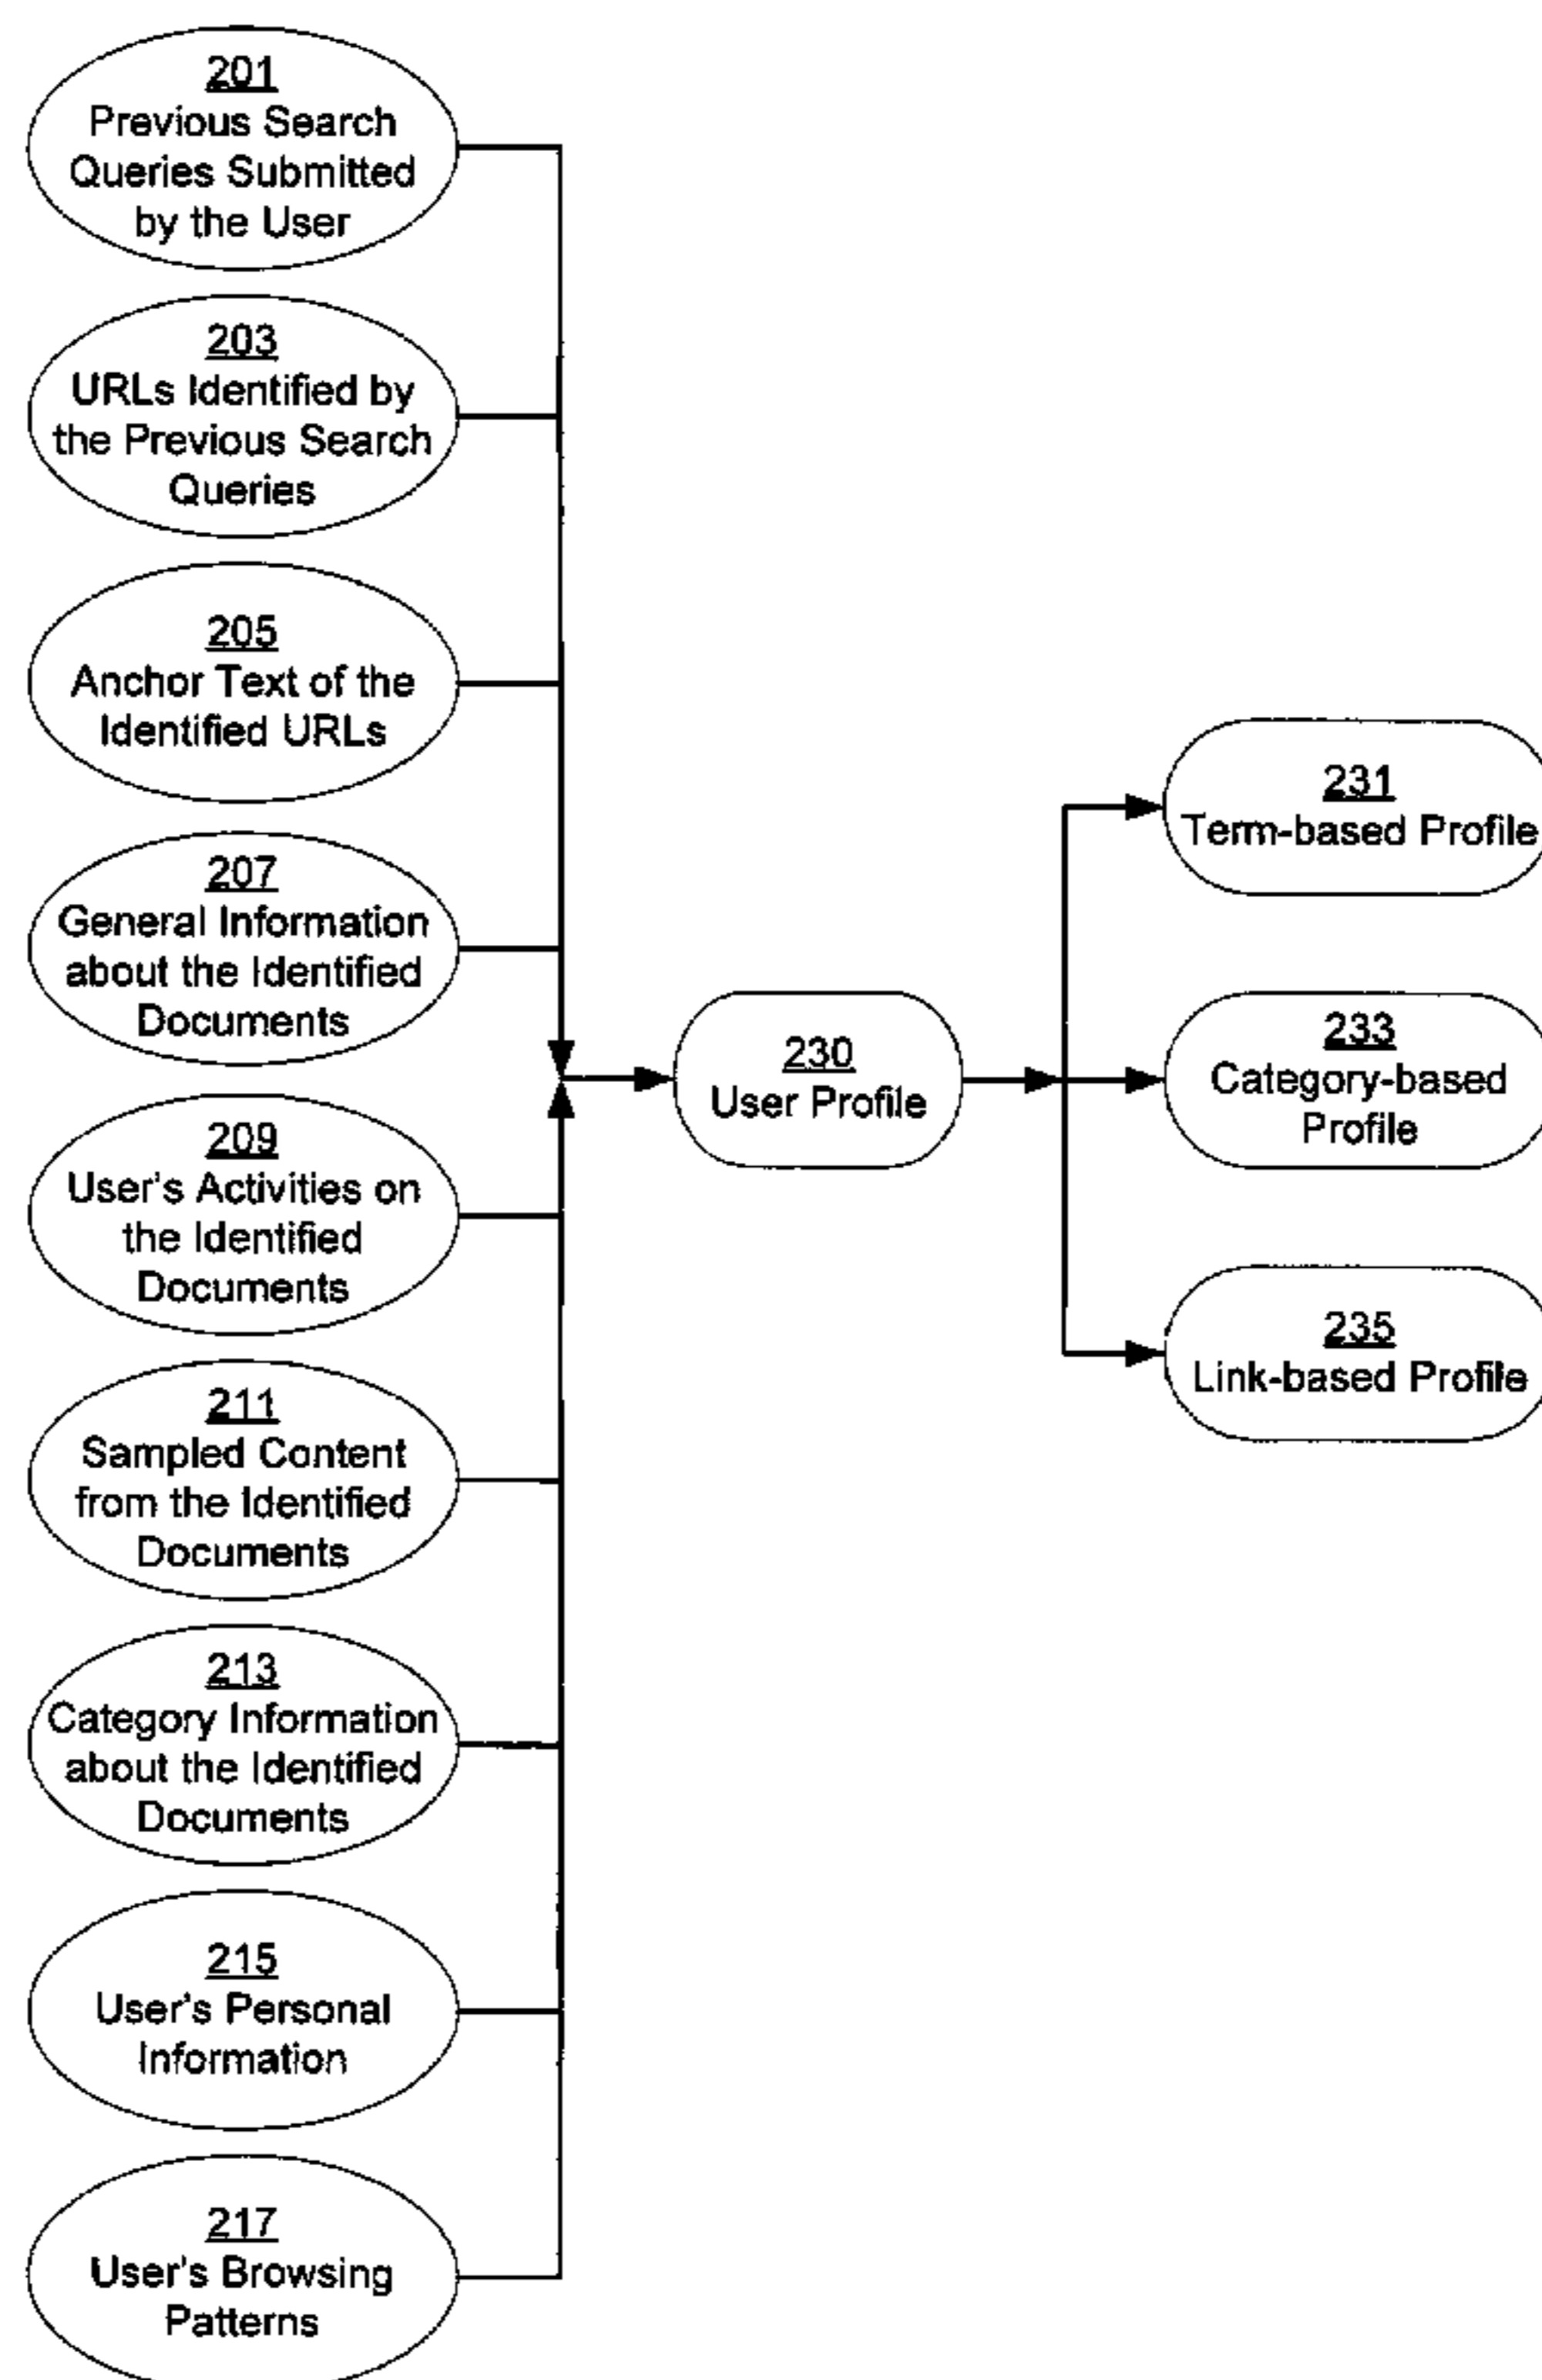 201
Previous Search
Queries Submitted
by the User
203
URLs Identified by
the Previous Search
Queries
205
Anchor Text of the
Identified URLs
207
General Information
about the Identified
Documents
209
User's Activities on
the Identified
Documents
211
Sampled Content
from the Identified
Documents
213
Category Information
about the Identified
Documents
215
User's Personal
Information
217
User's Browsing
Patterns
230
User Profile
231
Term-based Profile
233
Category-based
Profile
235
Link-based Profile